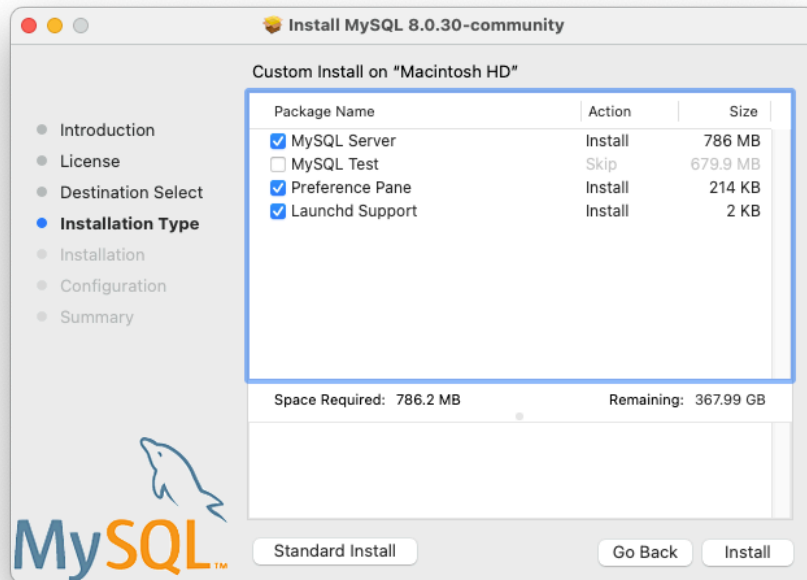 Install MySQL 8.0.30-community
Custom Install on “Macintosh HD”
Introduction
License
Destination Select
Installation Type
Installation
Configuration
Summary
Package Name Action Size
MySQL Server Install 786 MB
MySQL Test Skip 679.9 MB
Preference Pane Install 214 KB
Launchd Support Install 2 KB
Space Required: 786.2 MB Remaining: 367.99 GB
MySQL™
Standard Install Go Back Install